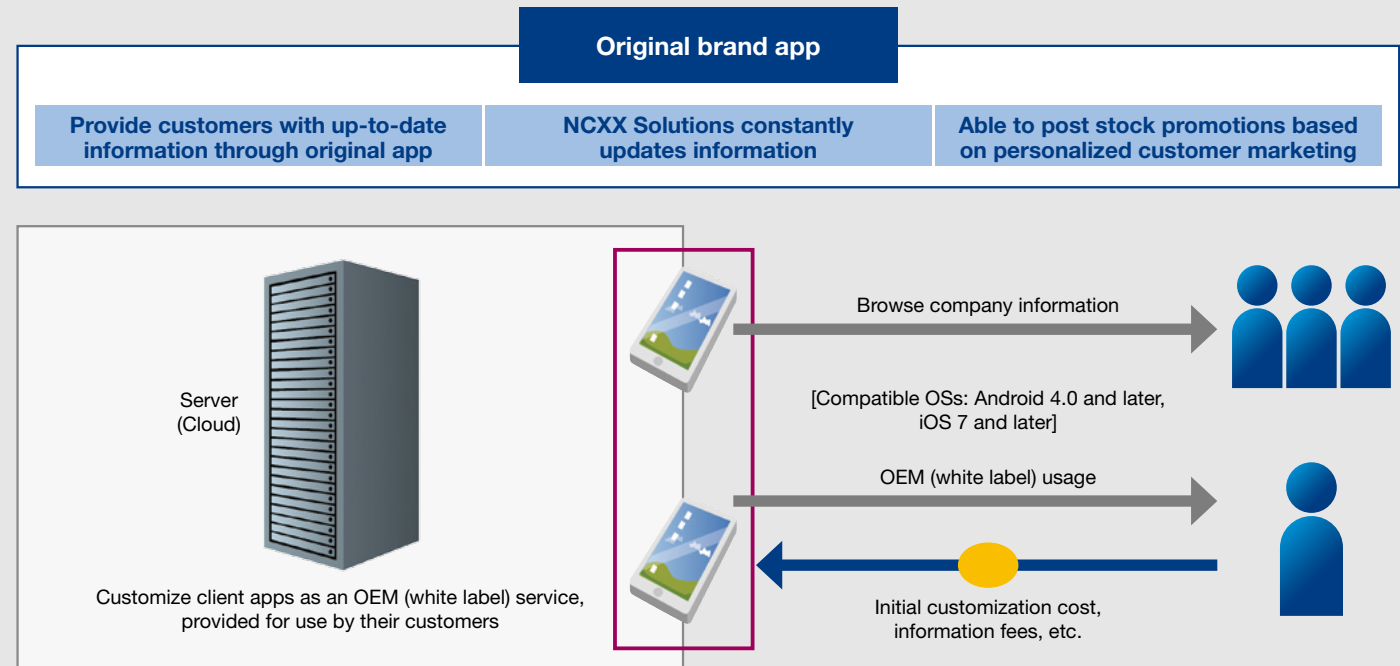 Original brand app
Provide customers with up-to-date
information through original app
NCXX Solutions constantly
updates information
Able to post stock promotions based
on personalized customer marketing
Server
(Cloud)
Customize client apps as an OEM (white label) service,
provided for use by their customers
Browse company information
[Compatible OSs: Android 4.0 and later,
iOS 7 and later]
OEM (white label) usage
Initial customization cost,
information fees, etc.